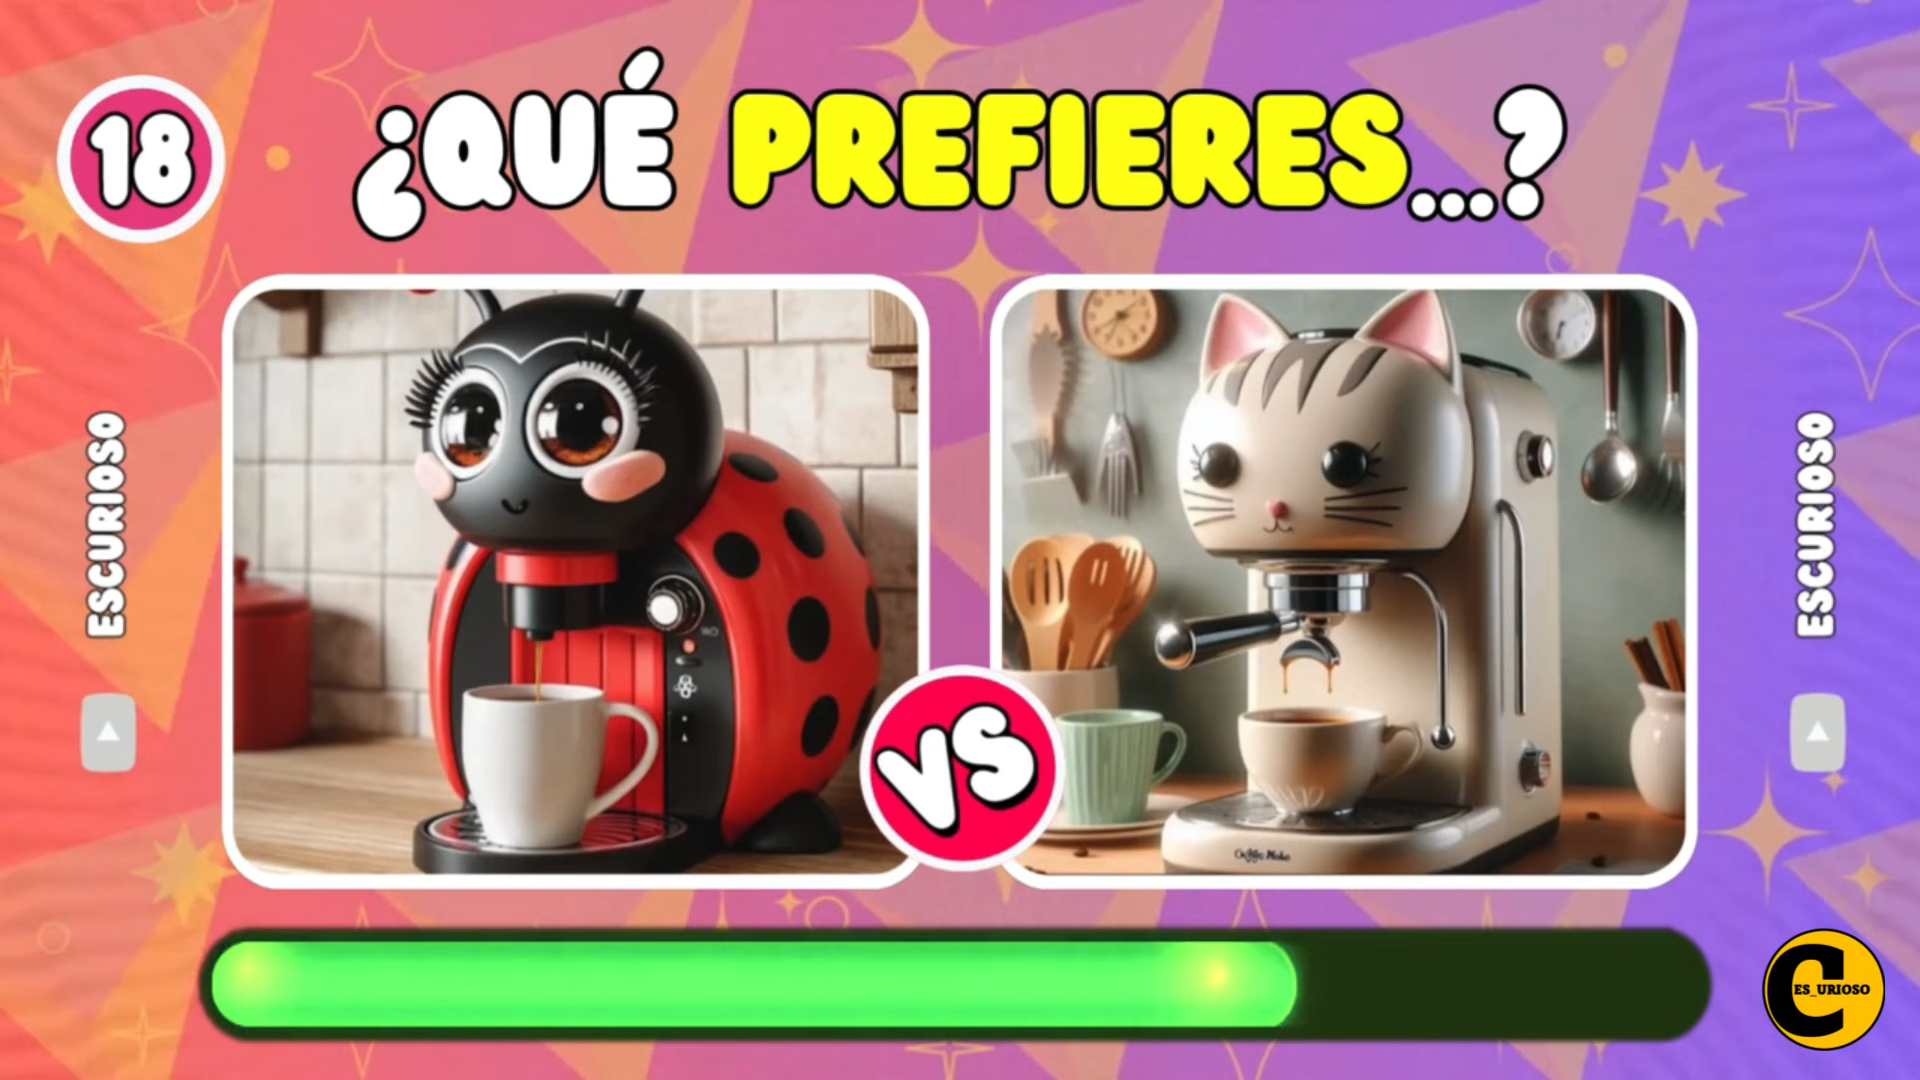 18
¿QUÉ PREFIERES...?
ESCURIOSO
ESCURIOSO
VS
C
ES_URIOSO